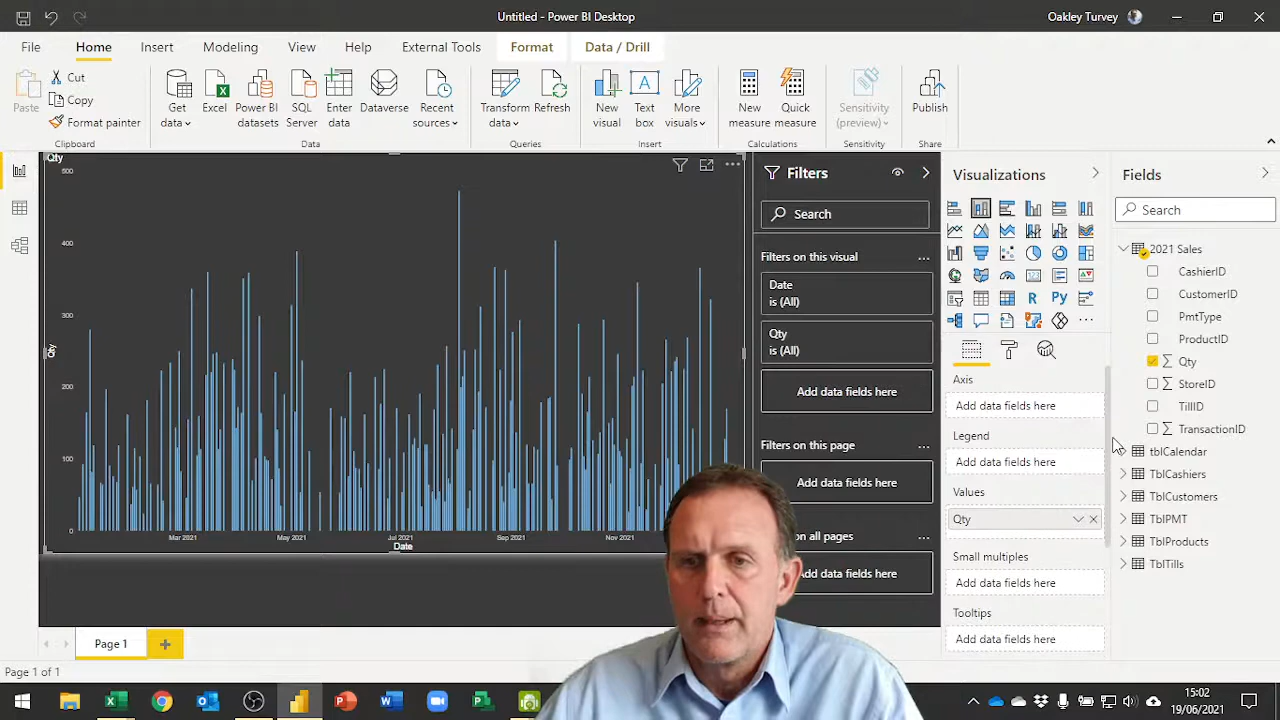 Untitled - Power BI Desktop
Oakley Turvey
File Home Insert Modeling View Help External Tools Format Data / Drill
Paste
Cut
Copy
Format painter
Clipboard
Get data
Excel
Power BI datasets
SQL Server
Enter data
Dataverse
Recent sources
Data
Transform data
Refresh
Queries
New visual
Text box
More visuals
Insert
New measure
Quick measure
Calculations
Sensitivity (preview)
Sensitivity
Publish
Share
Qty
500
400
300
200
100
0
Qty
Mar 2021 May 2021 Jul 2021 Sep 2021 Nov 2021
Date
Filters
Search
Filters on this visual ...
Date
is (All)
Qty
is (All)
Add data fields here
Filters on this page ...
Add data fields here
on all pages ...
Add data fields here
Visualizations
R Py
Axis
Add data fields here
Legend
Add data fields here
Values
Qty
Small multiples
Add data fields here
Tooltips
Add data fields here
Fields
Search
2021 Sales
CashierID
CustomerID
PmtType
ProductID
Qty
StoreID
TillID
TransactionID
tblCalendar
TblCashiers
TblCustomers
TblPMT
TblProducts
TblTills
Page 1
Page 1 of 1
15:02
19/06/2021